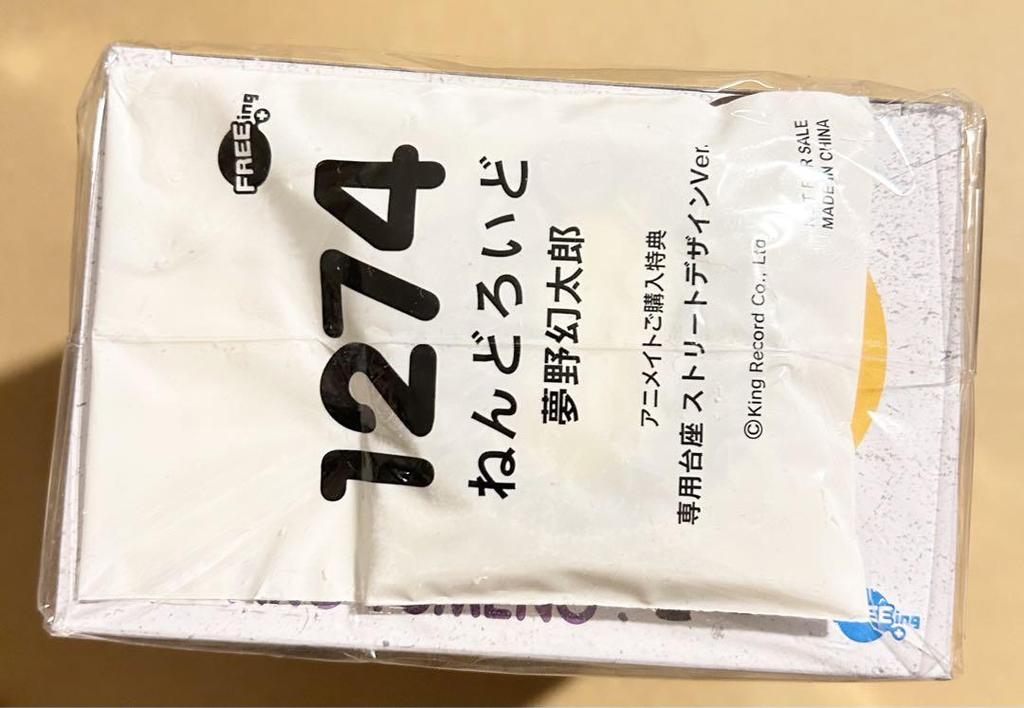 FREEing
1274
ねんどろいど
夢野幻太郎
アニメイトご購入特典
専用台座 ストリートデザインVer.
©King Record Co., Ltd
SALE
MADE IN CHINA
ing